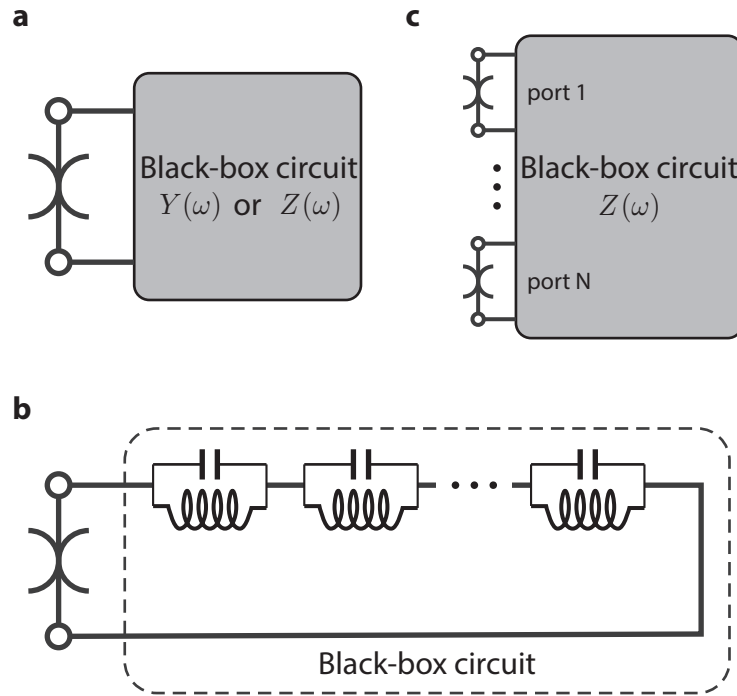 a
Black-box circuit
Y(ω) or Z(ω)
c
port 1
Black-box circuit
Z(ω)
port N
b
Black-box circuit